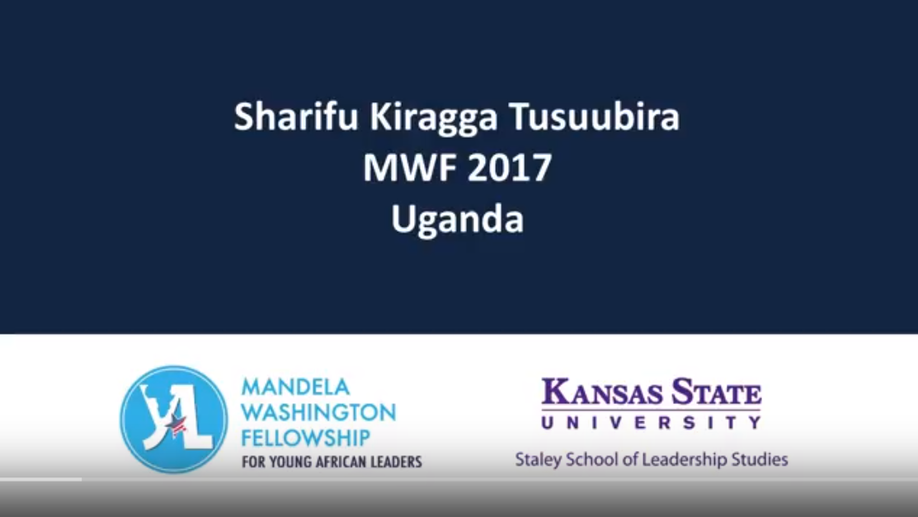 Sharifu Kiragga Tusuubira
MWF 2017
Uganda
YAL
MANDELA
WASHINGTON
FELLOWSHIP
FOR YOUNG AFRICAN LEADERS
KANSAS STATE
UNIVERSITY
Staley School of Leadership Studies